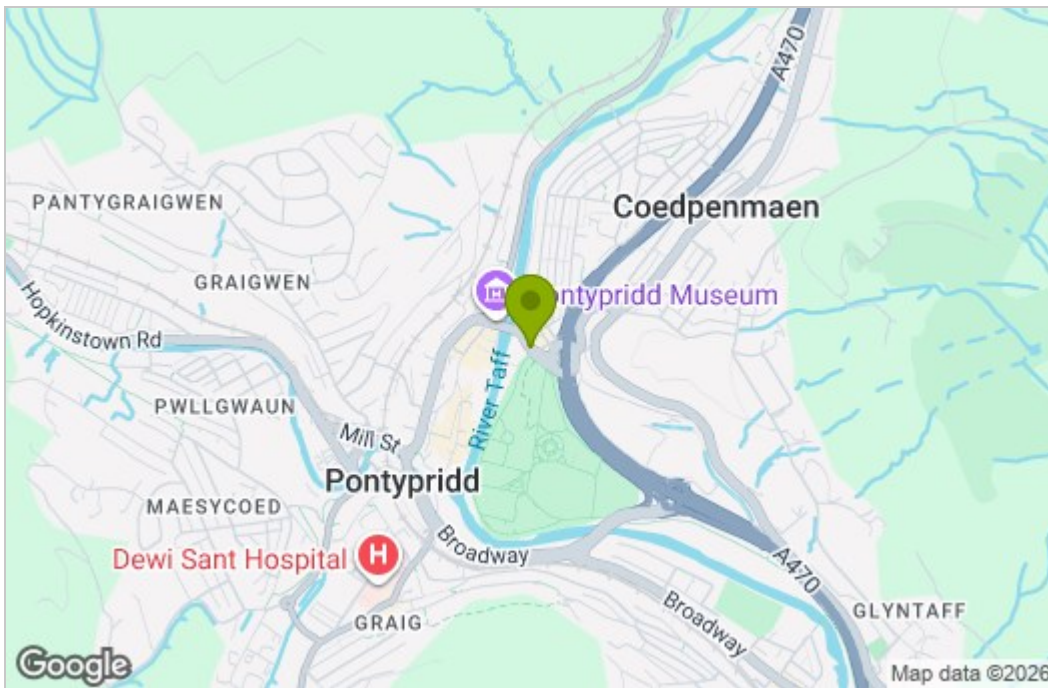 A470
PANTYGRAIGWEN
Coedpenmaen
GRAIGWEN
Hopkinstown Rd
ontypridd Museum
River Taff
PWLLGWAUN
Mill St
Pontypridd
MAESYCOED
Dewi Sant Hospital
H
Broadway
A470
Broadway
GLYNTAFF
GRAIG
Google
Map data ©2026